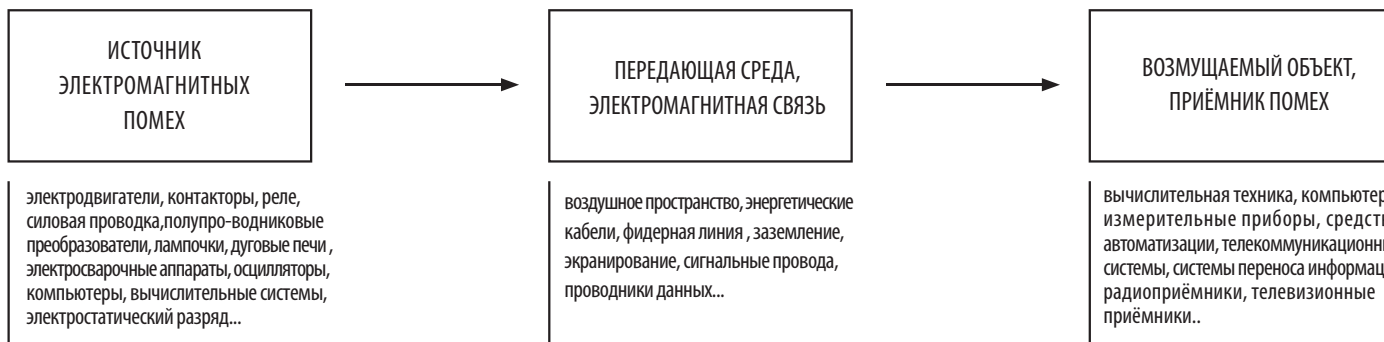 ИСТОЧНИК
ЭЛЕКТРОМАГНИТНЫХ
ПОМЕХ
ПЕРЕДАЮЩАЯ СРЕДА,
ЭЛЕКТРОМАГНИТНАЯ СВЯЗЬ
ВОЗМУЩАЕМЫЙ ОБЪЕКТ,
ПРИЁМНИК ПОМЕХ
электродвигатели, контакторы, реле,
силовая проводка,полупро-водниковые
преобразователи, лампочки, дуговые печи ,
электросварочные аппараты, осцилляторы,
компьютеры, вычислительные системы,
электростатический разряд...
воздушное пространство, энергетические
кабели, фидерная линия , заземление,
экранирование, сигнальные провода,
проводники данных...
вычислительная техника,
измерительные приборы,
автоматизации,
системы, системы переноса
радиоприёмники, телевизионные
приёмники..